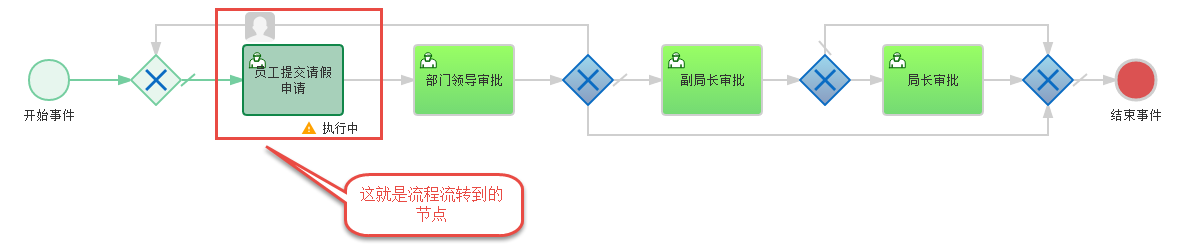 开始事件
员工提交请假
申请
执行中
部门领导审批
副局长审批
局长审批
结束事件
这就是流程流转到的
节点